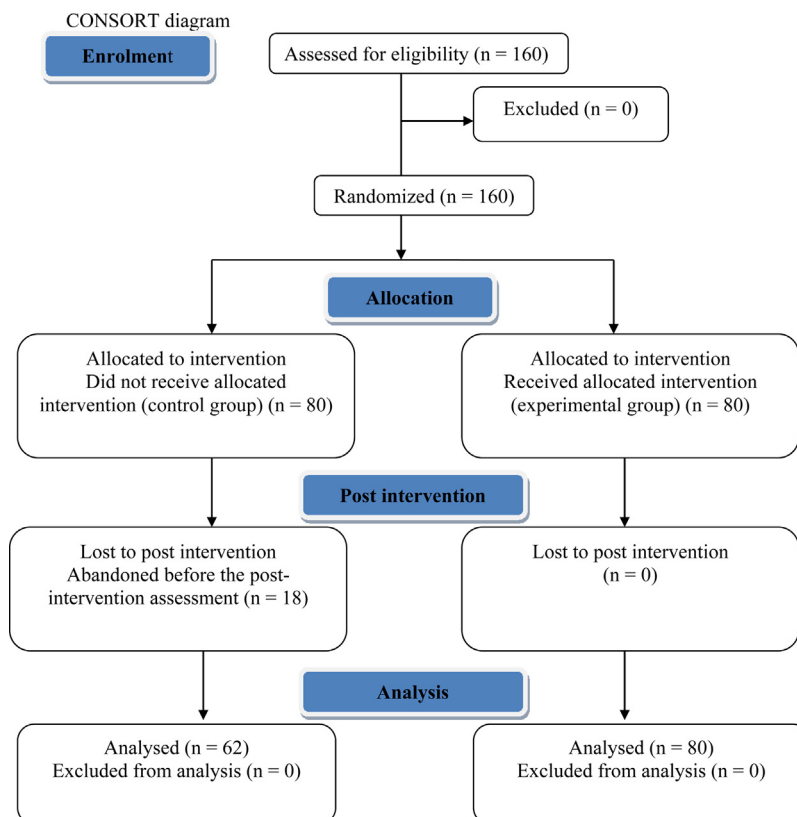 CONSORT diagram
Enrolment
Assessed for eligibility (n = 160)
Excluded (n = 0)
Randomized (n = 160)
Allocation
Allocated to intervention
Did not receive allocated
intervention (control group) (n = 80)
Allocated to intervention
Received allocated intervention
(experimental group) (n = 80)
Post intervention
Lost to post intervention
Abandoned before the post-
intervention assessment (n = 18)
Lost to post intervention
(n = 0)
Analysis
Analysed (n = 62)
Excluded from analysis (n = 0)
Analysed (n = 80)
Excluded from analysis (n = 0)